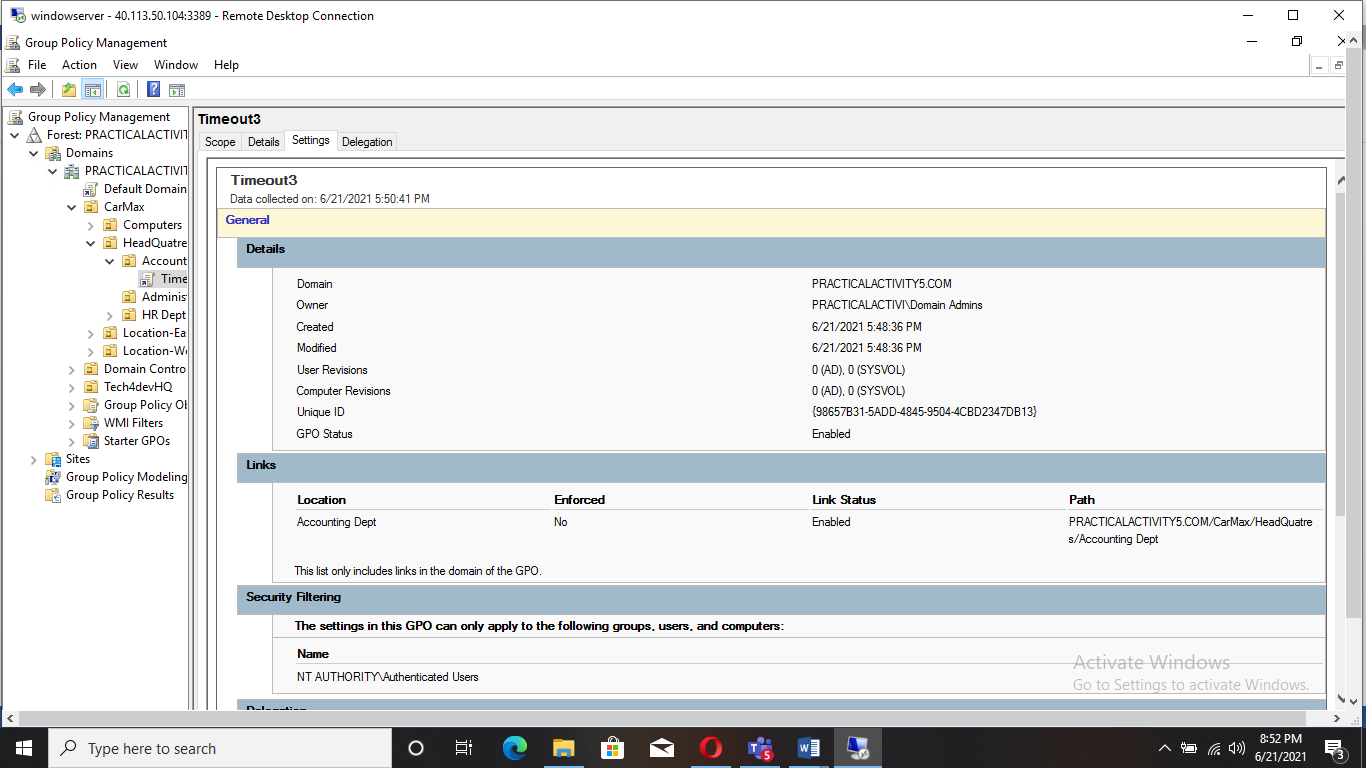 windowserver - 40.113.50.104:3389 - Remote Desktop Connection
Group Policy Management
File Action View Window Help
Group Policy Management
Forest: PRACTICALACTIVIT
Domains
PRACTICALACTIVIT
Default Domain
CarMax
Computers
HeadQuatre
Account
Time
Adminis
HR Dept
Location-Ea
Location-We
Domain Contro
Tech4devHQ
Group Policy Ob
WMI Filters
Starter GPOs
Sites
Group Policy Modeling
Group Policy Results
Timeout3
Scope Details Settings Delegation
Timeout3
Data collected on: 6/21/2021 5:50:41 PM
General
Details
Domain PRACTICALACTIVITY5.COM
Owner PRACTICALACTIVI\Domain Admins
Created 6/21/2021 5:48:36 PM
Modified 6/21/2021 5:48:36 PM
User Revisions 0 (AD), 0 (SYSVOL)
Computer Revisions 0 (AD), 0 (SYSVOL)
Unique ID {98657B31-5ADD-4845-9504-4CBD2347DB13}
GPO Status Enabled
Links
Location Enforced Link Status Path
Accounting Dept No Enabled PRACTICALACTIVITY5.COM/CarMax/HeadQuatre
s/Accounting Dept
This list only includes links in the domain of the GPO.
Security Filtering
The settings in this GPO can only apply to the following groups, users, and computers:
Name
NT AUTHORITY\Authenticated Users
Delegation
Activate Windows
Go to Settings to activate Windows.
Type here to search
5
8:52 PM
6/21/2021
3